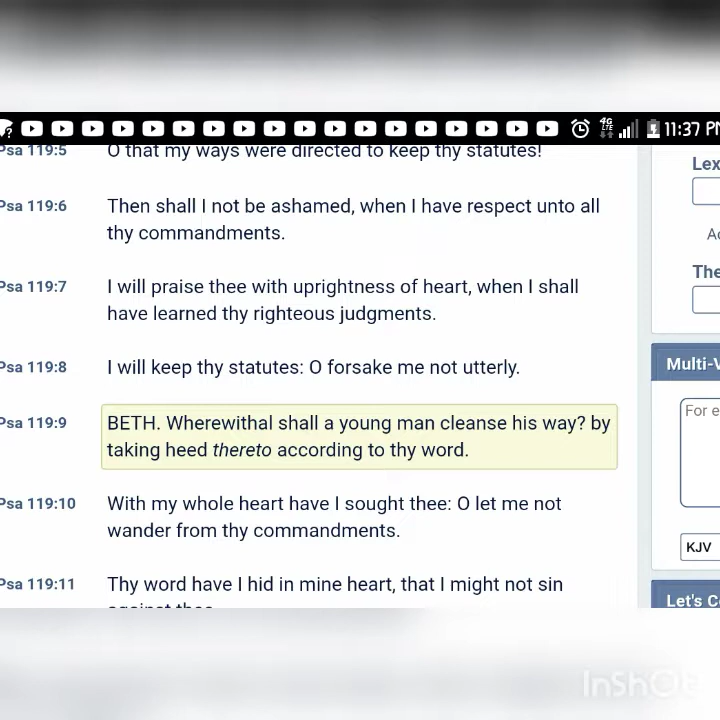 4G
LTE
11:37 PM
Psa 119:5 O that my ways were directed to keep thy statutes!
Lex
Psa 119:6 Then shall I not be ashamed, when I have respect unto all
thy commandments.
The
Psa 119:7 I will praise thee with uprightness of heart, when I shall
have learned thy righteous judgments.
Psa 119:8 I will keep thy statutes: O forsake me not utterly.
Multi-V
For e
Psa 119:9 BETH. Wherewithal shall a young man cleanse his way? by
taking heed thereto according to thy word.
Psa 119:10 With my whole heart have I sought thee: O let me not
wander from thy commandments.
KJV
Psa 119:11 Thy word have I hid in mine heart, that I might not sin
against thee
Let's C
InShOt